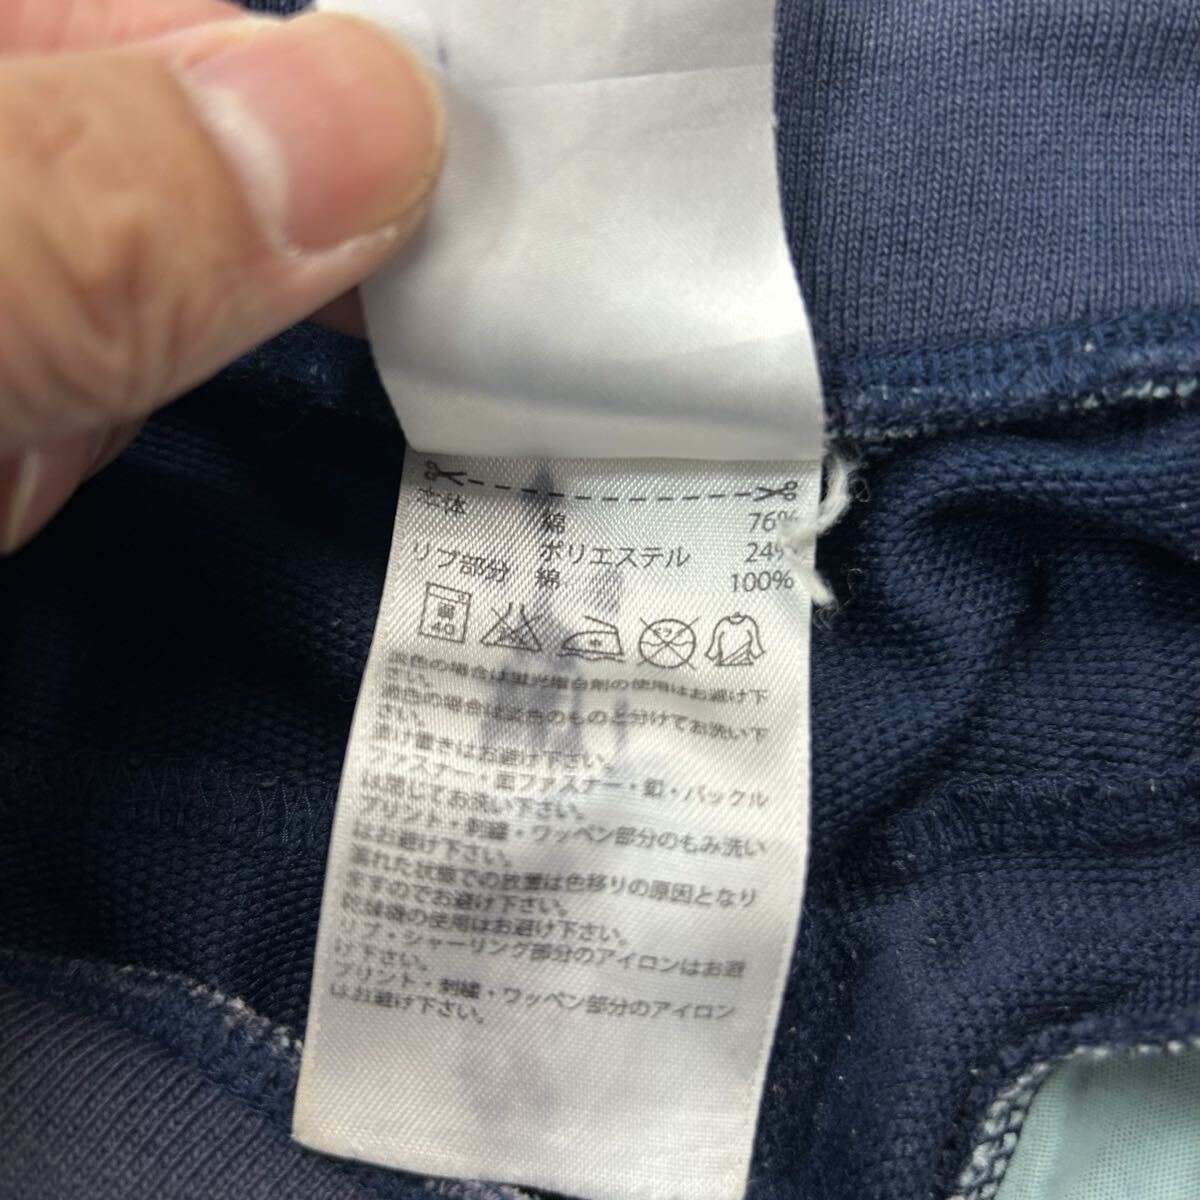 本体 綿 76%
ポリエステル 24%
リブ部分 綿 100%
40
淡色の場合は蛍光増白剤の使用はお避け下
さい。
濃色の場合は淡色のものと分けてお洗い下
さい。
漬け置きはお避け下さい。
ファスナー・面ファスナー・釦・バックル
は閉じてお洗い下さい。
プリント・刺繍・ワッペン部分のもみ洗い
はお避け下さい。
濡れた状態での放置は色移りの原因となり
ますのでお避け下さい。
乾燥機の使用はお避け下さい。
リブ・シャーリング部分のアイロンはお避
け下さい。
プリント・刺繍・ワッペン部分のアイロン
はお避け下さい。